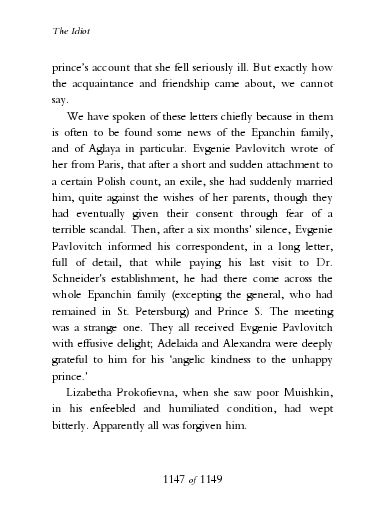 The Idiot
prince's account that she fell seriously ill. But exactly how
the acquaintance and friendship came about, we cannot
say.
We have spoken of these letters chiefly because in them
is often to be found some news of the Epanchin family,
and of Aglaya in particular. Evgenie Pavlovitch wrote of
her from Paris, that after a short and sudden attachment to
a certain Polish count, an exile, she had suddenly married
him, quite against the wishes of her parents, though they
had eventually given their consent through fear of a
terrible scandal. Then, after a six months' silence, Evgenie
Pavlovitch informed his correspondent, in a long letter,
full of detail, that while paying his last visit to Dr.
Schneider's establishment, he had there come across the
whole Epanchin family (excepting the general, who had
remained in St. Petersburg) and Prince S. The meeting
was a strange one. They all received Evgenie Pavlovitch
with effusive delight; Adelaida and Alexandra were deeply
grateful to him for his 'angelic kindness to the unhappy
prince.'
Lizabetha Prokofievna, when she saw poor Muishkin,
in his enfeebled and humiliated condition, had wept
bitterly. Apparently all was forgiven him.
1147 of 1149